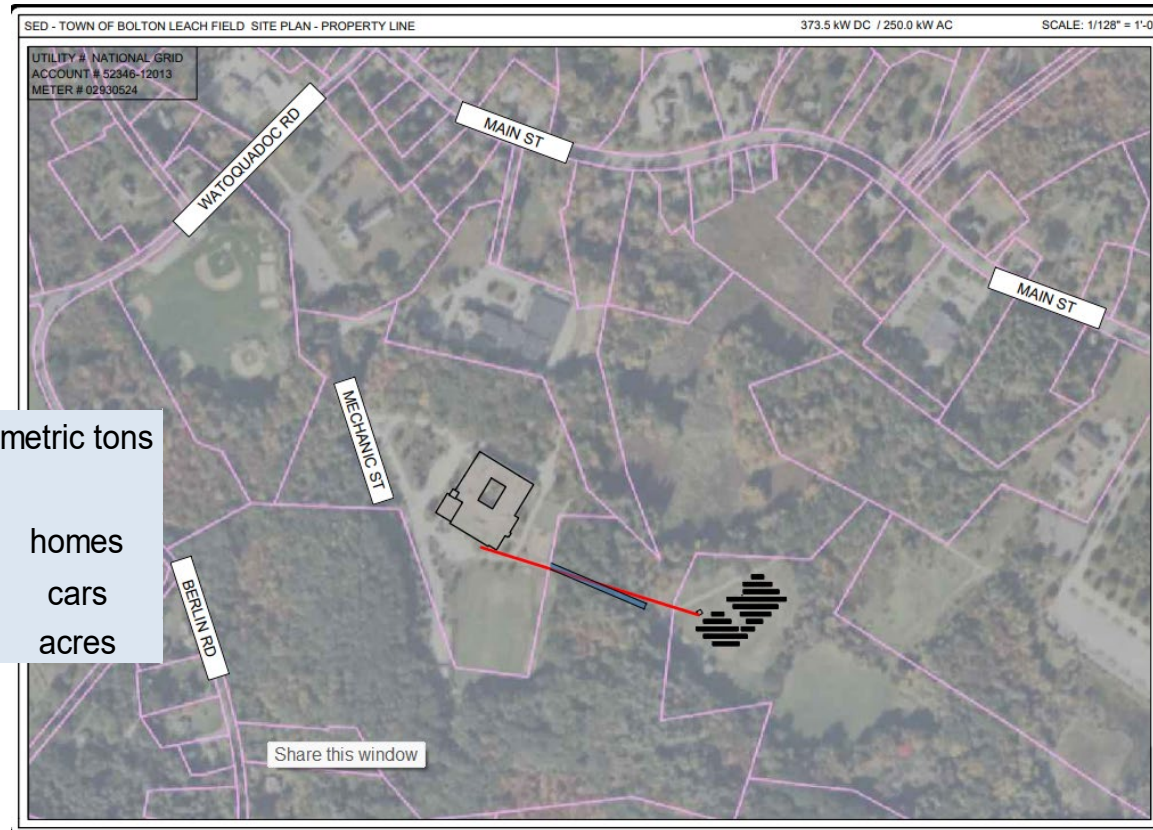 SED - TOWN OF BOLTON LEACH FIELD SITE PLAN - PROPERTY LINE
373.5 kW DC / 250.0 kW AC
SCALE: 1/128" = 1'-0
UTILITY # NATIONAL GRID
ACCOUNT # 52346-12013
METER # 02930524
WATOQUADOC RD
MAIN ST
MAIN ST
MECHANIC ST
metric tons
homes
cars
acres
BERLIN RD
Share this window